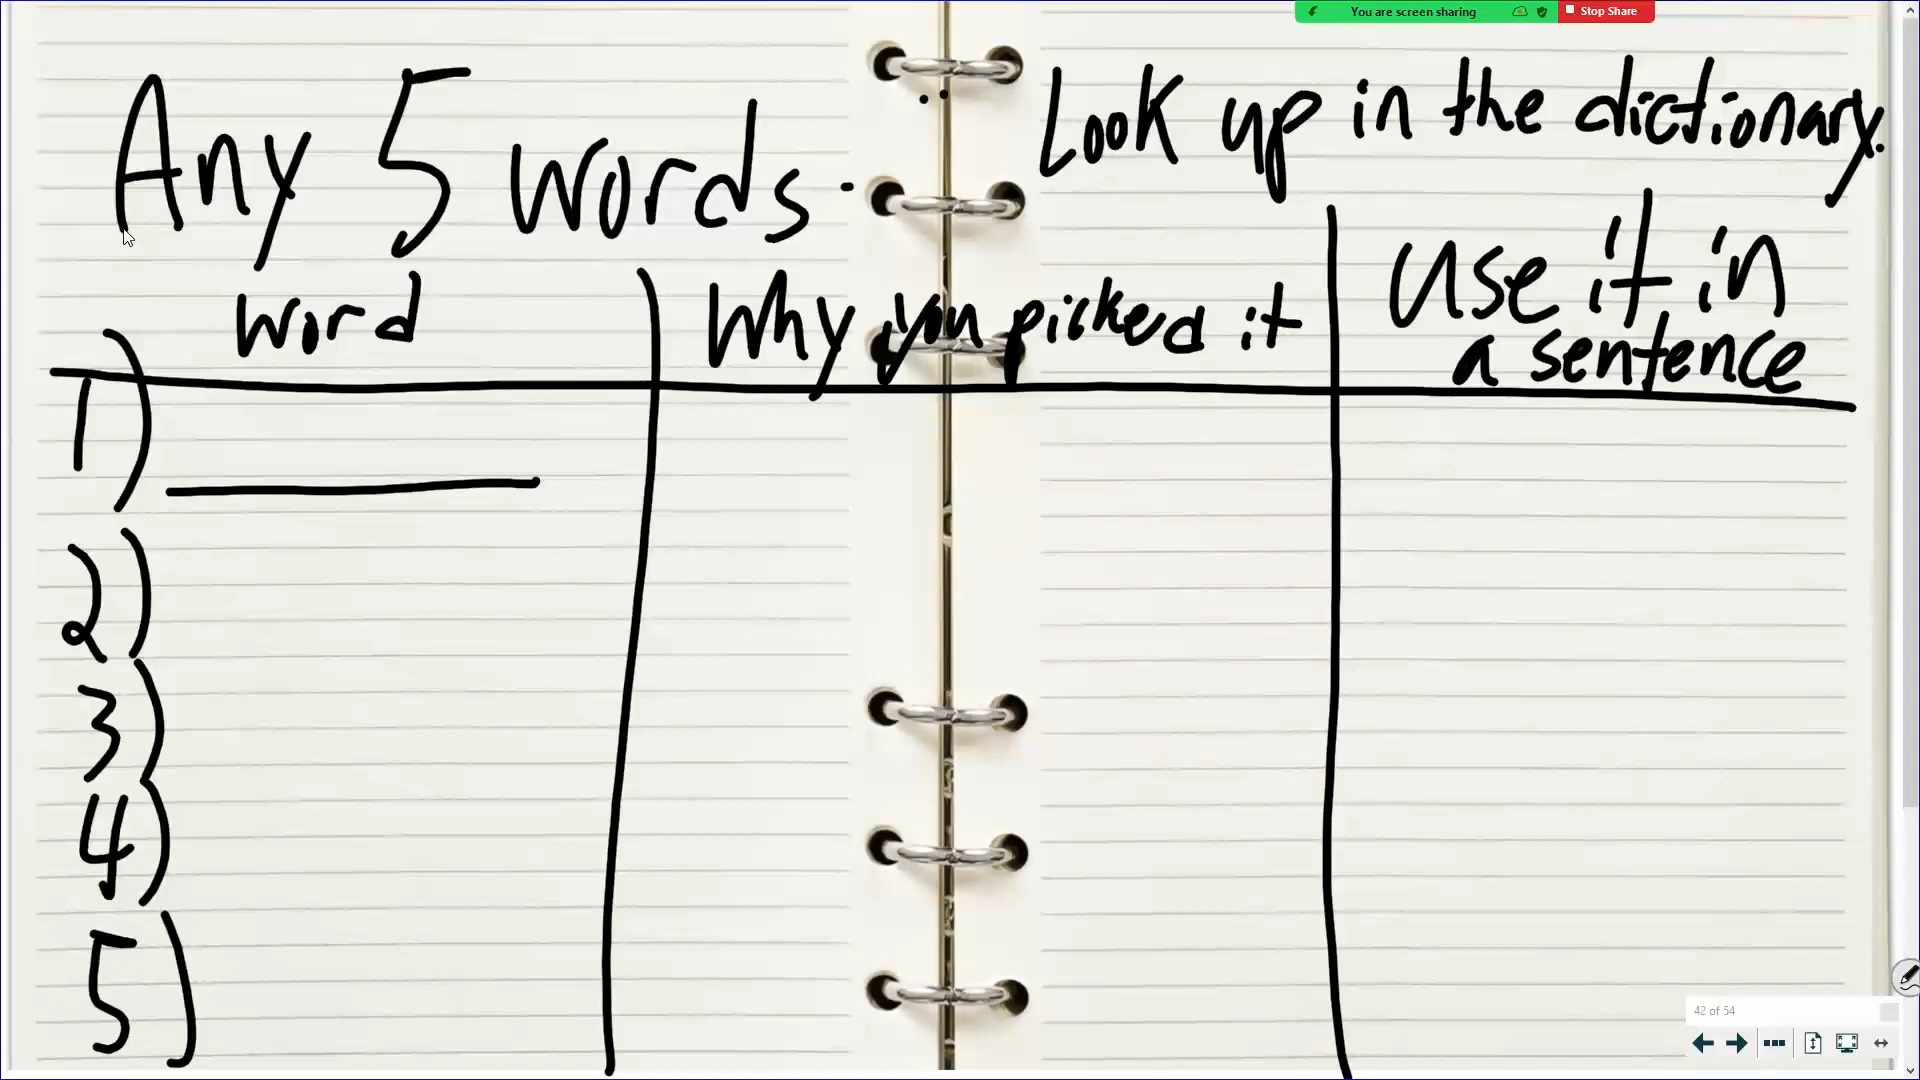 You are screen sharing Stop Share
Any 5 words.
Look up in the dictionary.
Word
Why you picked it
Use it in
a sentence
1)
2)
3)
4)
5)
42 of 54